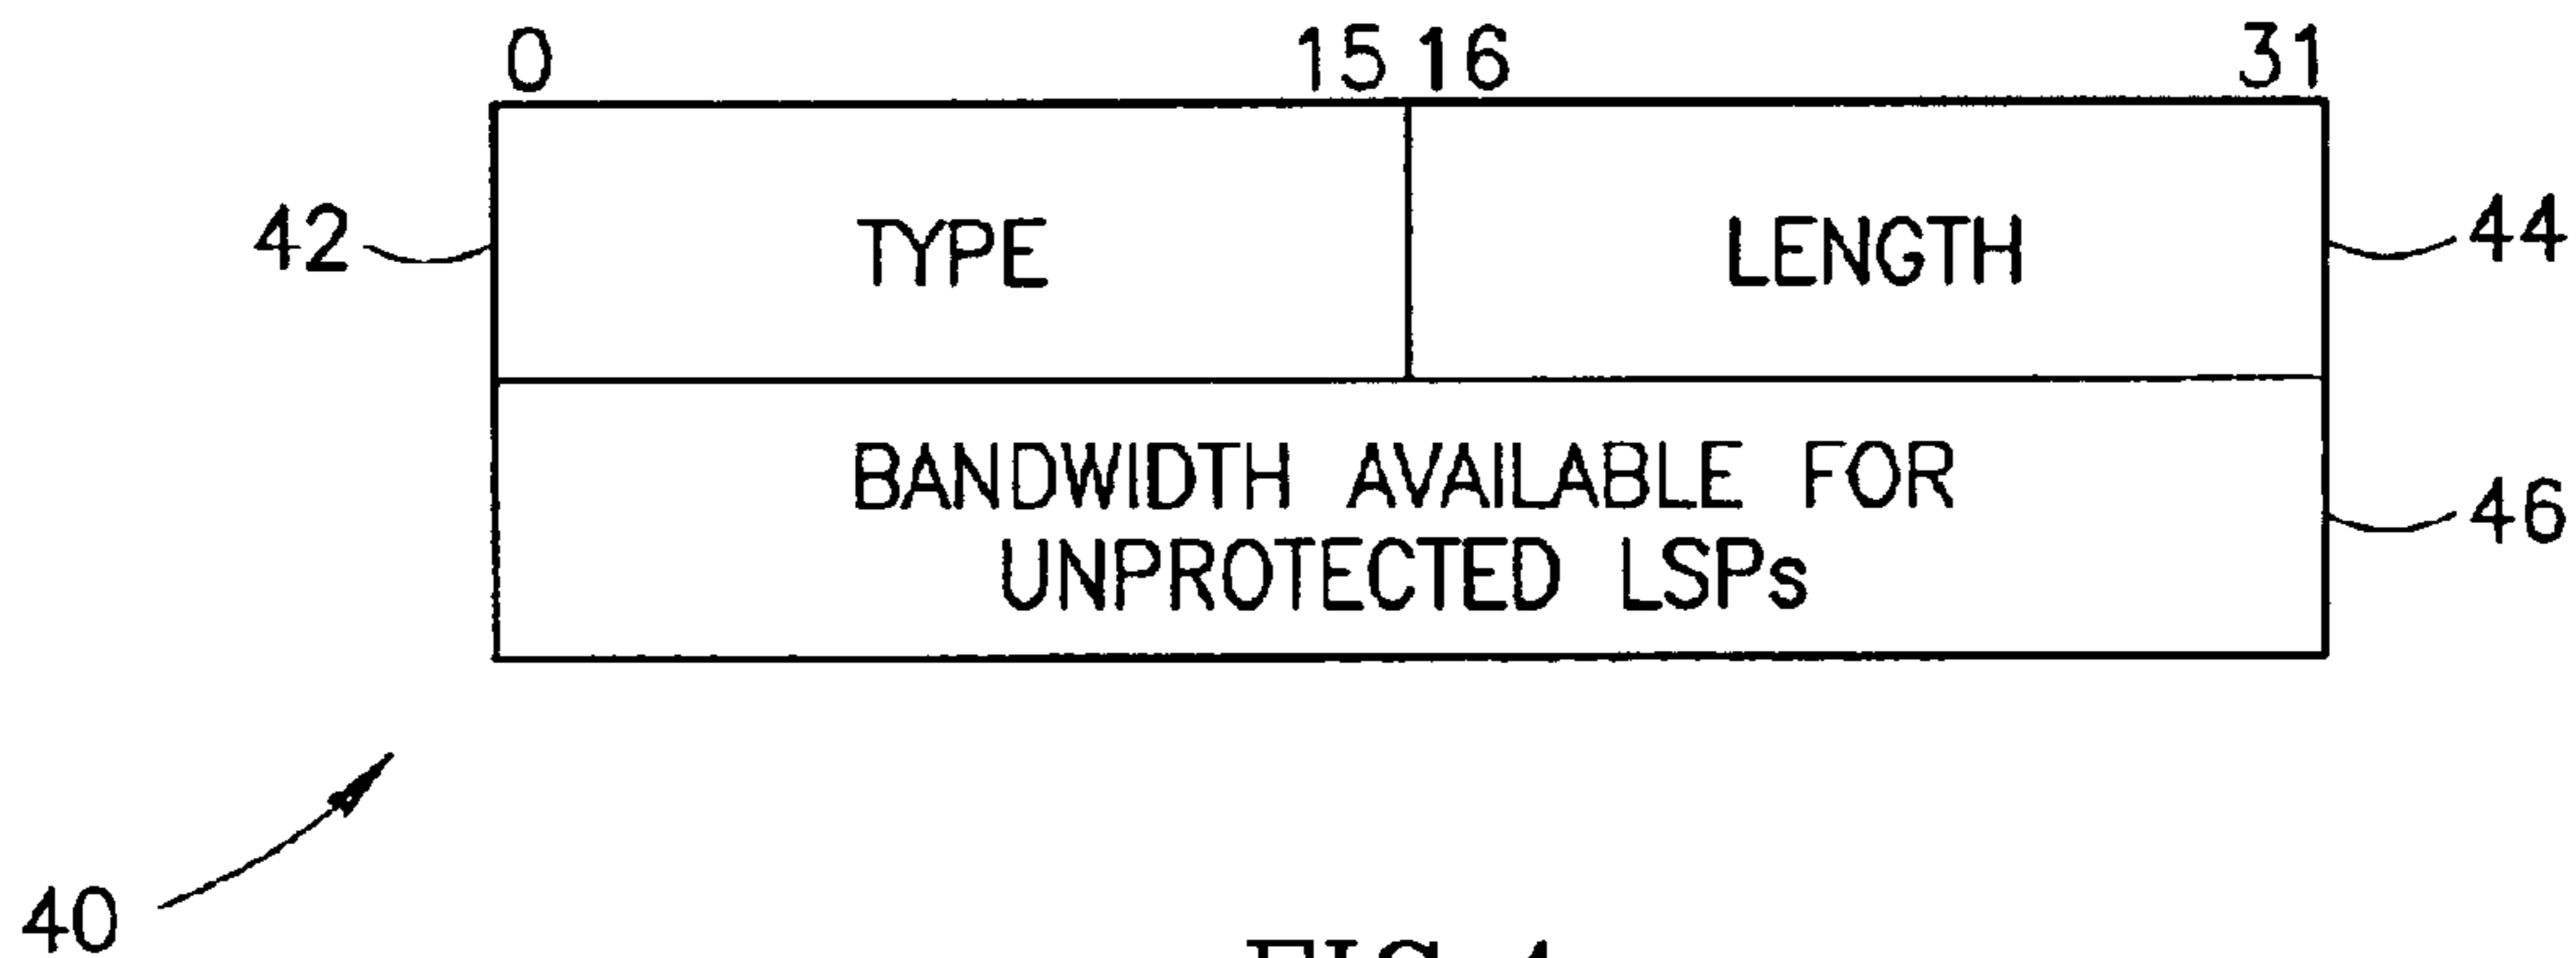 0 15 16 31
42 TYPE LENGTH 44
BANDWIDTH AVAILABLE FOR
UNPROTECTED LSPs 46
40